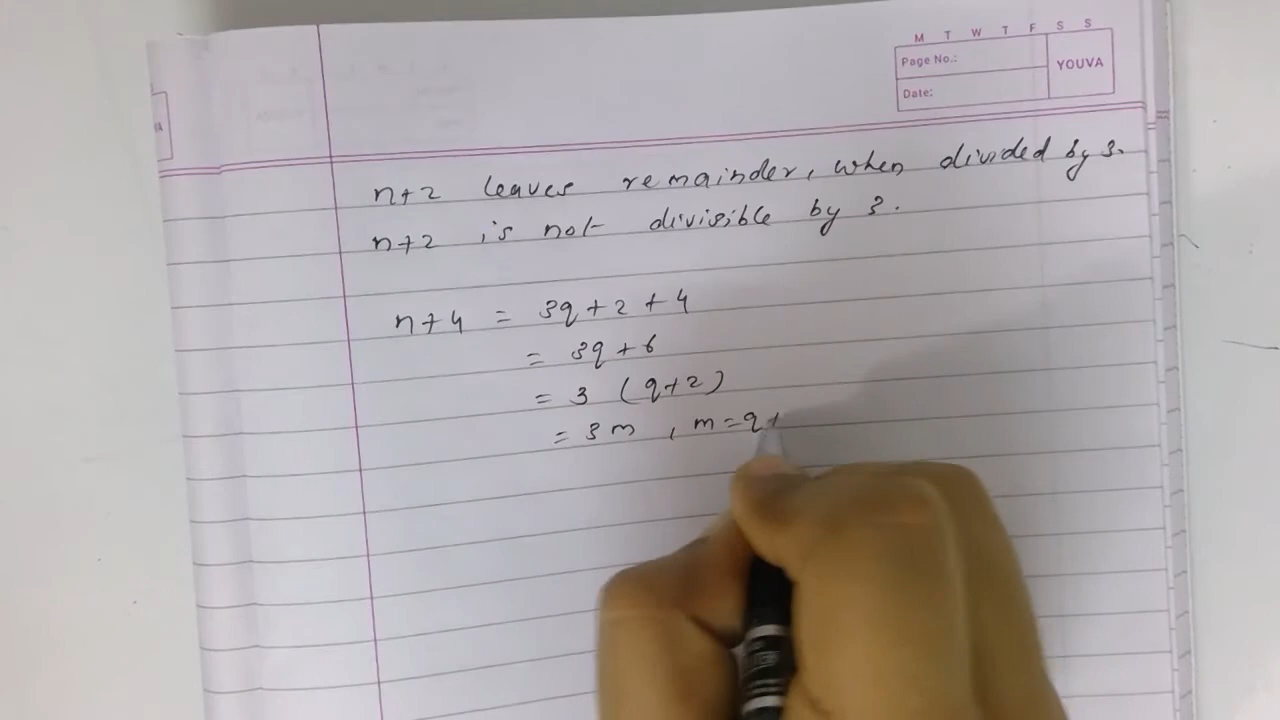 M T W T F S S
Page No.:
YOUVA
Date:
n+2 leaves remainder, when divided by 3.
n+2 is not divisible by 3.
n+4 = 3q+2+4
= 3q+6
= 3 (q+2)
= 3m , m=q+